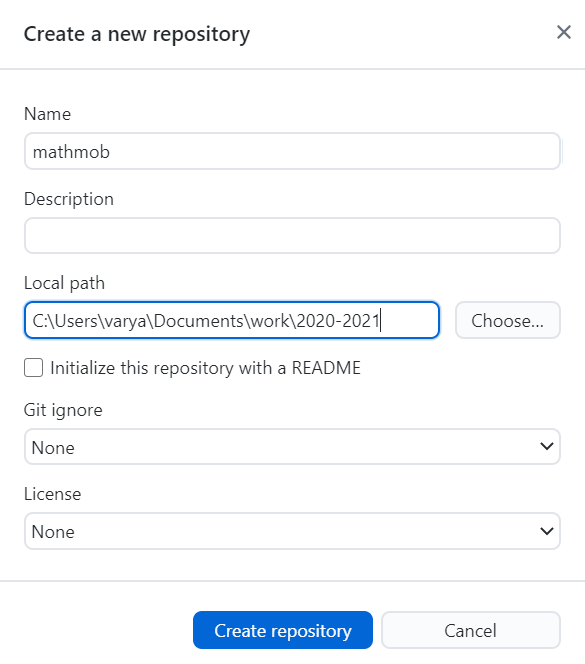 Create a new repository
Name
mathmob
Description
Local path
C:\Users\varya\Documents\work\2020-2021
Choose...
Initialize this repository with a README
Git ignore
None
License
None
Create repository
Cancel